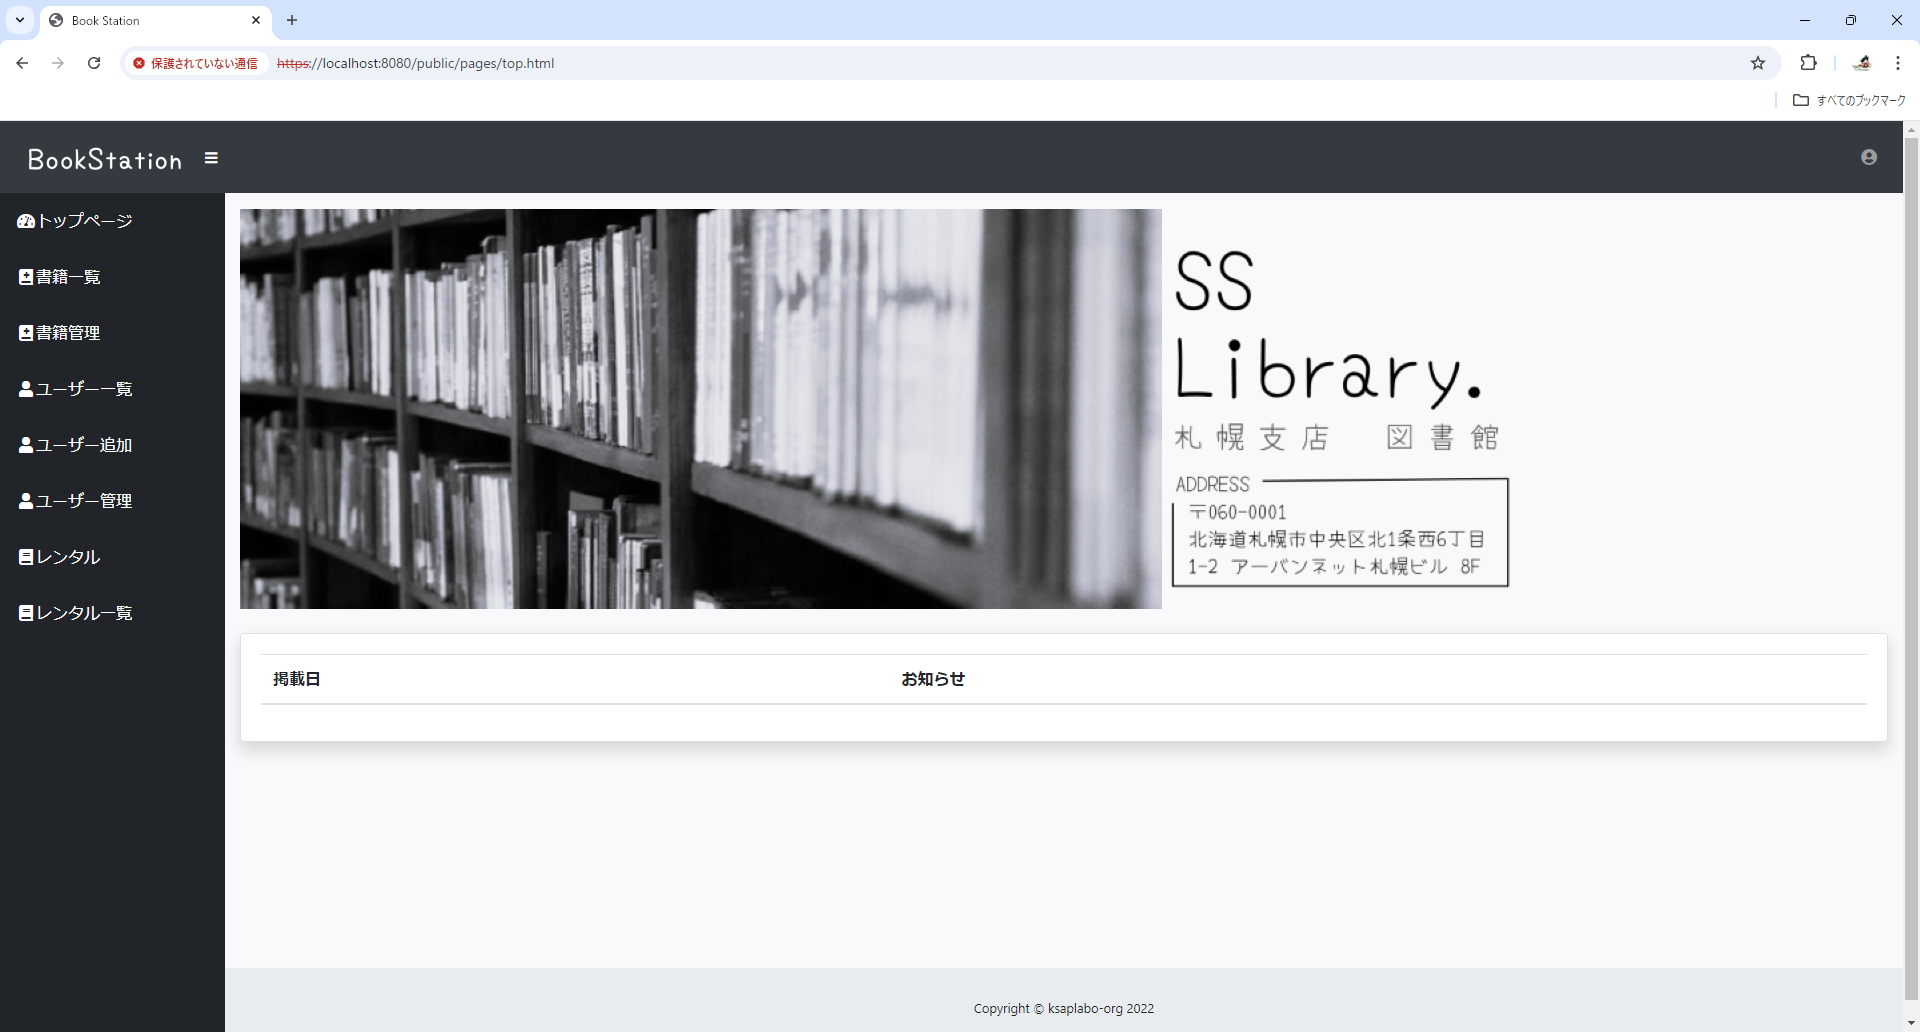 Book Station
保護されていない通信
https://localhost:8080/public/pages/top.html
すべてのブックマーク
BookStation
トップページ
書籍一覧
書籍管理
ユーザー一覧
ユーザー追加
ユーザー管理
レンタル
レンタル一覧
SS
Library.
札幌支店 図書館
ADDRESS
〒060-0001
北海道札幌市中央区北1条西6丁目
1-2 アーバンネット札幌ビル 8F
掲載日 お知らせ
Copyright © ksaplabo-org 2022